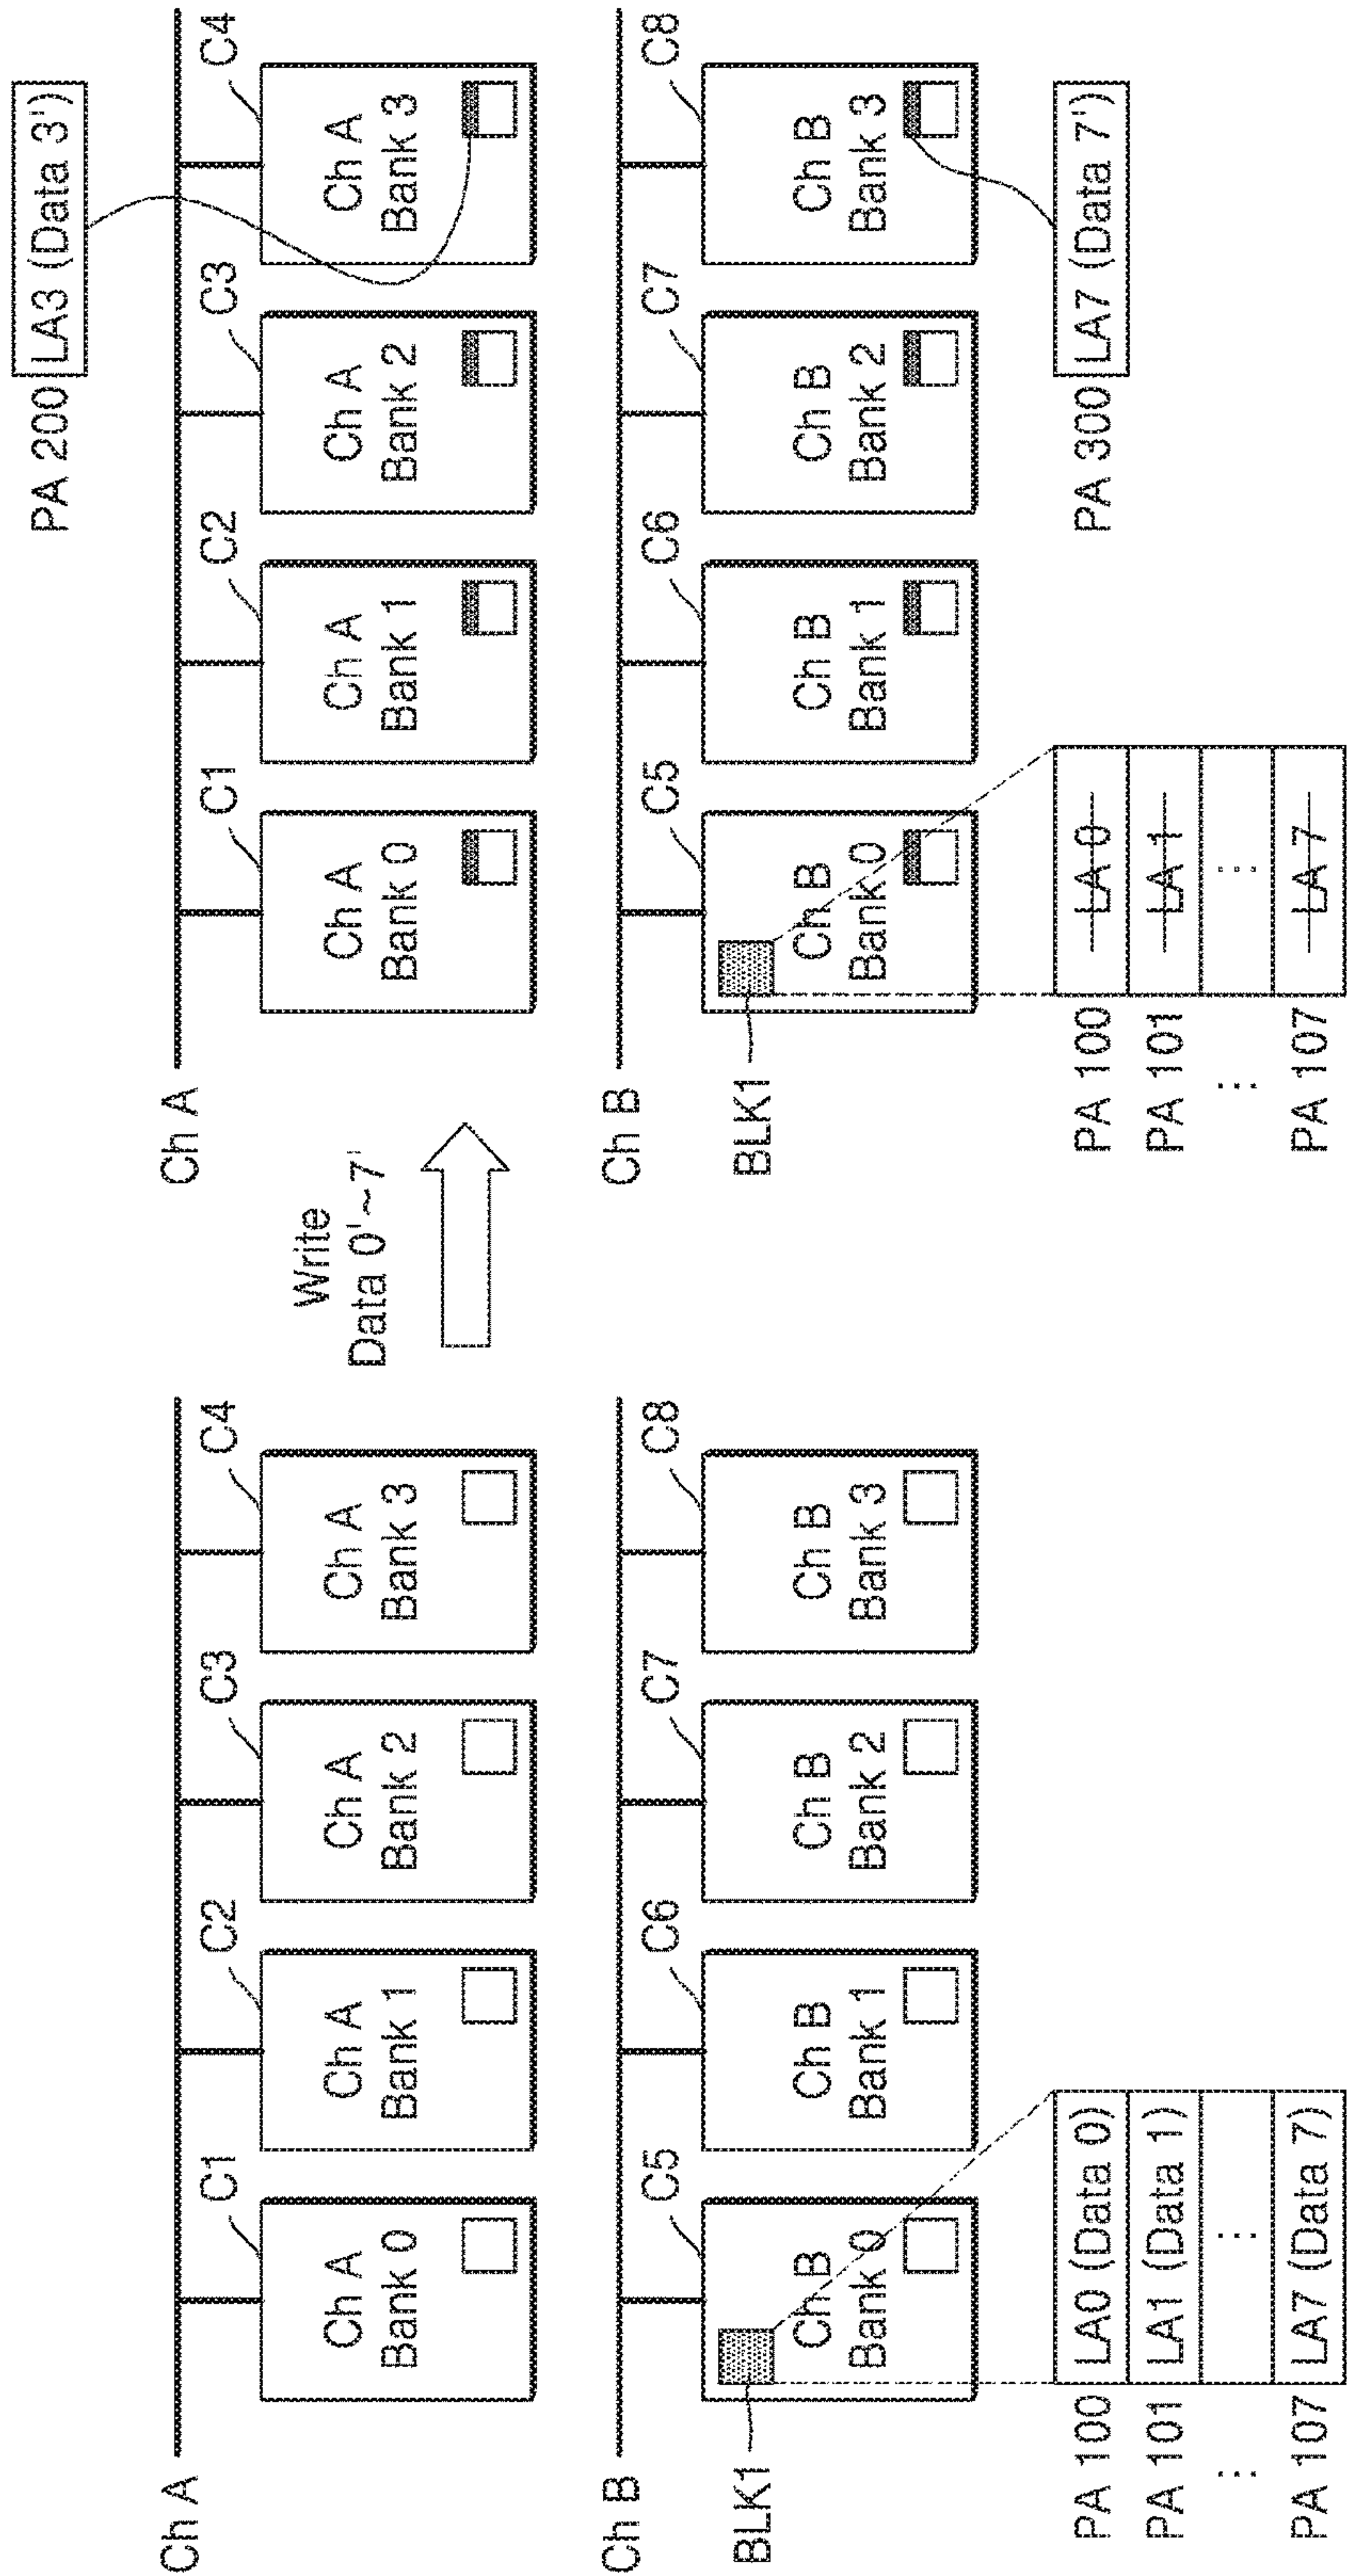 Ch A
C1
C2
C3
C4
Ch A
Bank 0
Ch A
Bank 1
Ch A
Bank 2
Ch A
Bank 3
Ch B
C5
C6
C7
C8
BLK1
Ch B
Bank 0
Ch B
Bank 1
Ch B
Bank 2
Ch B
Bank 3
PA 100 LA0 (Data 0)
PA 101 LA1 (Data 1)
⋮ ⋮
PA 107 LA7 (Data 7)
Write
Data 0'~7'
PA 200 LA3 (Data 3')
Ch A
C1
C2
C3
C4
Ch A
Bank 0
Ch A
Bank 1
Ch A
Bank 2
Ch A
Bank 3
Ch B
C5
C6
C7
C8
BLK1
Ch B
Bank 0
Ch B
Bank 1
Ch B
Bank 2
Ch B
Bank 3
PA 100 LA 0
PA 101 LA 1
⋮ ⋮
PA 107 LA 7
PA 300 LA7 (Data 7')